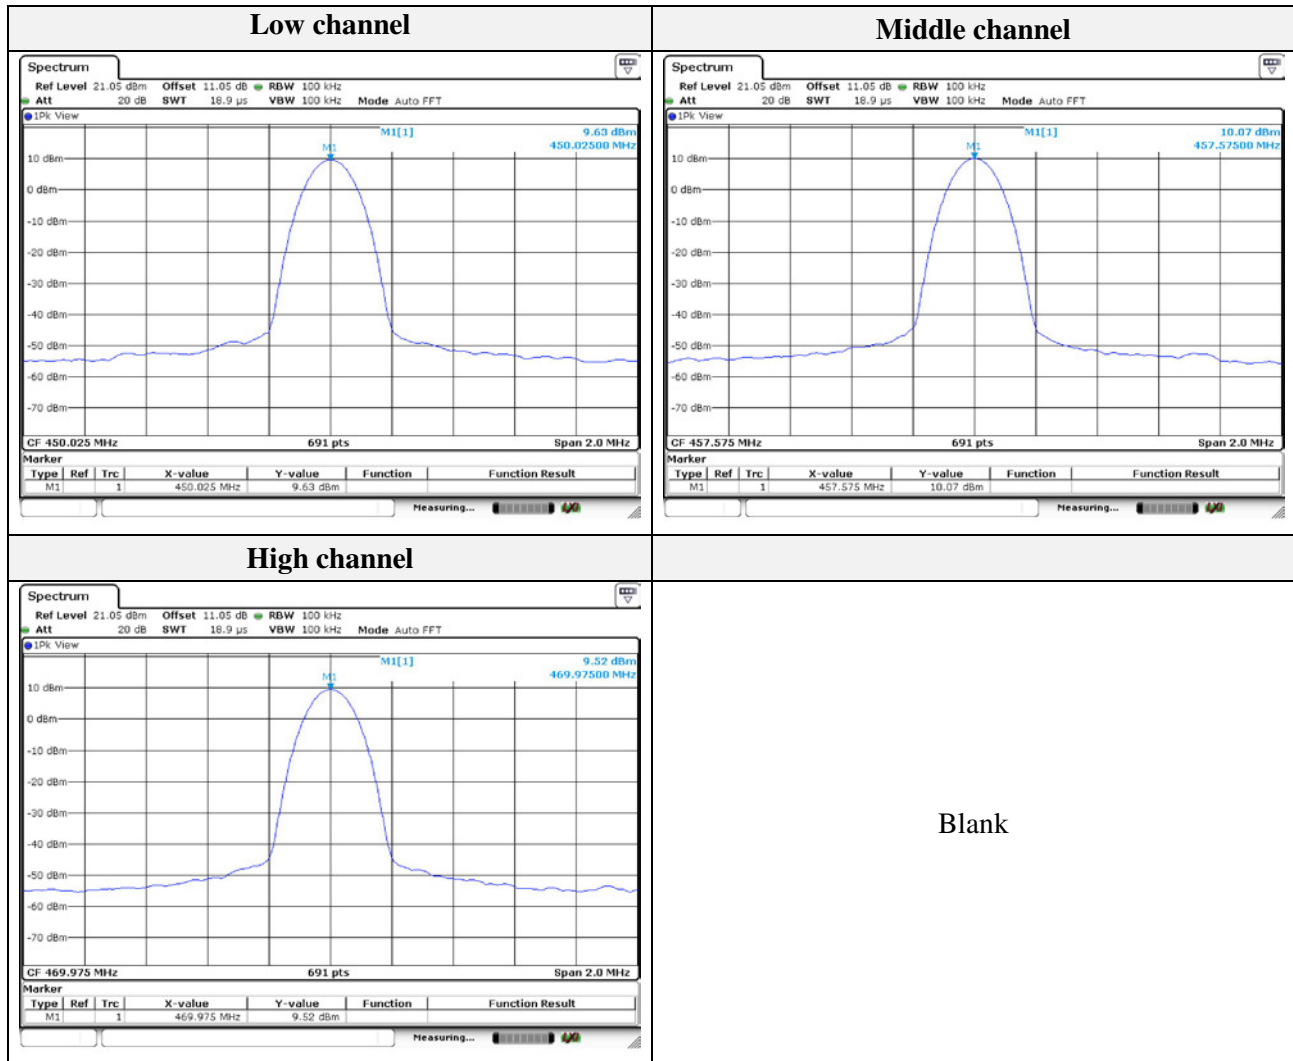 Low channel
Middle channel
Spectrum
Ref Level 21.05 dBm Offset 11.05 dB RBW 100 kHz
Att 20 dB SWT 18.9 µs VBW 100 kHz Mode Auto FFT
1Pk View
M1[1] 9.63 dBm
450.02500 MHz
M1
10 dBm
0 dBm
-10 dBm
-20 dBm
-30 dBm
-40 dBm
-50 dBm
-60 dBm
-70 dBm
CF 450.025 MHz 691 pts Span 2.0 MHz
Marker
Type Ref Trc X-value Y-value Function Function Result
M1 1 450.025 MHz 9.63 dBm
Measuring...
Spectrum
Ref Level 21.05 dBm Offset 11.05 dB RBW 100 kHz
Att 20 dB SWT 18.9 µs VBW 100 kHz Mode Auto FFT
1Pk View
M1[1] 10.07 dBm
457.57500 MHz
M1
10 dBm
0 dBm
-10 dBm
-20 dBm
-30 dBm
-40 dBm
-50 dBm
-60 dBm
-70 dBm
CF 457.575 MHz 691 pts Span 2.0 MHz
Marker
Type Ref Trc X-value Y-value Function Function Result
M1 1 457.575 MHz 10.07 dBm
Measuring...
High channel
Spectrum
Ref Level 21.05 dBm Offset 11.05 dB RBW 100 kHz
Att 20 dB SWT 18.9 µs VBW 100 kHz Mode Auto FFT
1Pk View
M1[1] 9.52 dBm
469.97500 MHz
M1
10 dBm
0 dBm
-10 dBm
-20 dBm
-30 dBm
-40 dBm
-50 dBm
-60 dBm
-70 dBm
CF 469.975 MHz 691 pts Span 2.0 MHz
Marker
Type Ref Trc X-value Y-value Function Function Result
M1 1 469.975 MHz 9.52 dBm
Measuring...
Blank